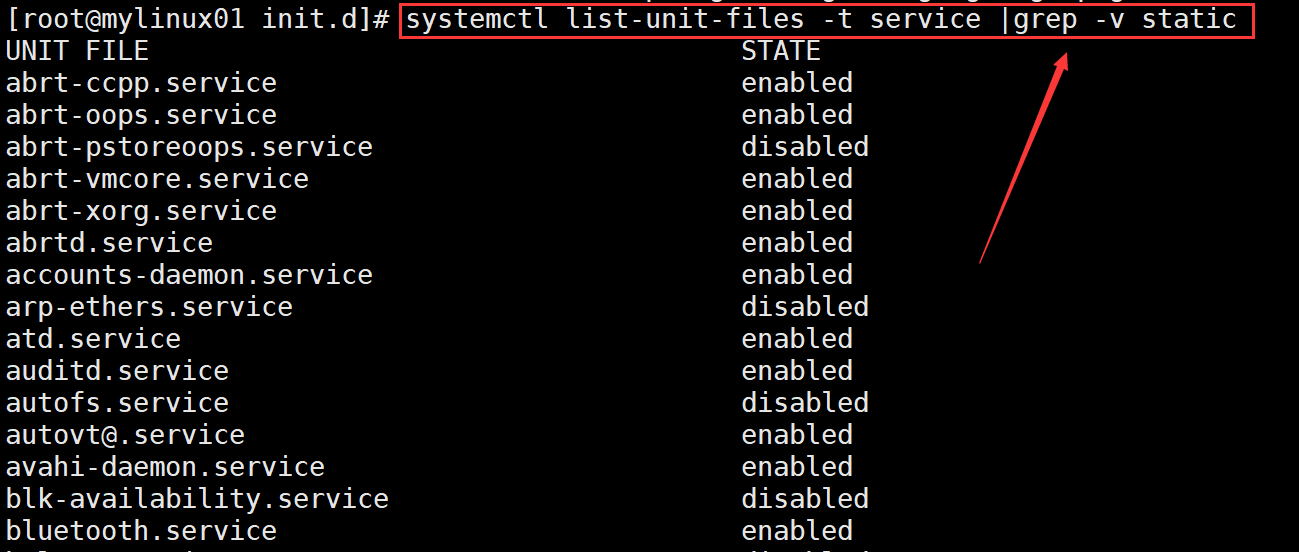 [root@mylinux01 init.d]# systemctl list-unit-files -t service |grep -v static
UNIT FILE STATE
abrt-ccpp.service enabled
abrt-oops.service enabled
abrt-pstoreoops.service disabled
abrt-vmcore.service enabled
abrt-xorg.service enabled
abrtd.service enabled
accounts-daemon.service enabled
arp-ethers.service disabled
atd.service enabled
auditd.service enabled
autofs.service disabled
autovt@.service enabled
avahi-daemon.service enabled
blk-availability.service disabled
bluetooth.service enabled